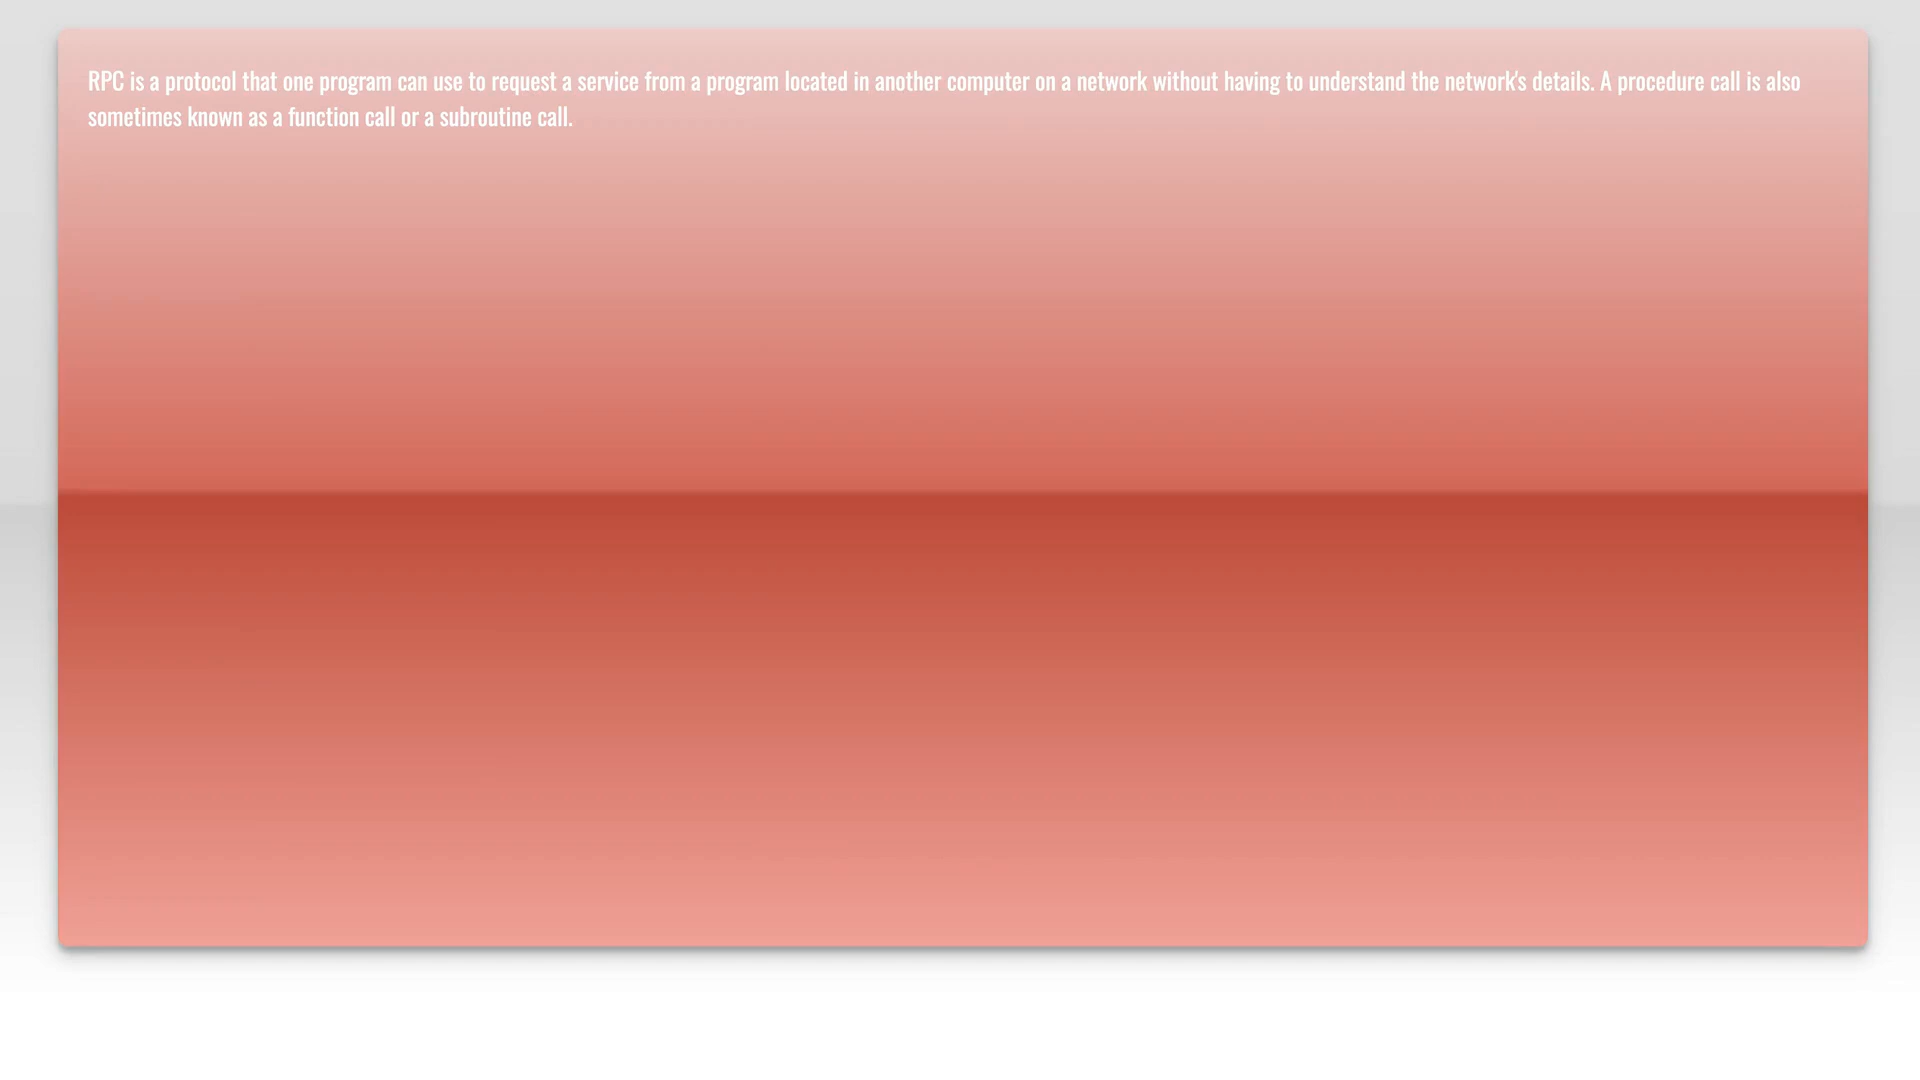 RPC is a protocol that one program can use to request a service from a program located in another computer on a network without having to understand the network's details. A procedure call is also
sometimes known as a function call or a subroutine call.